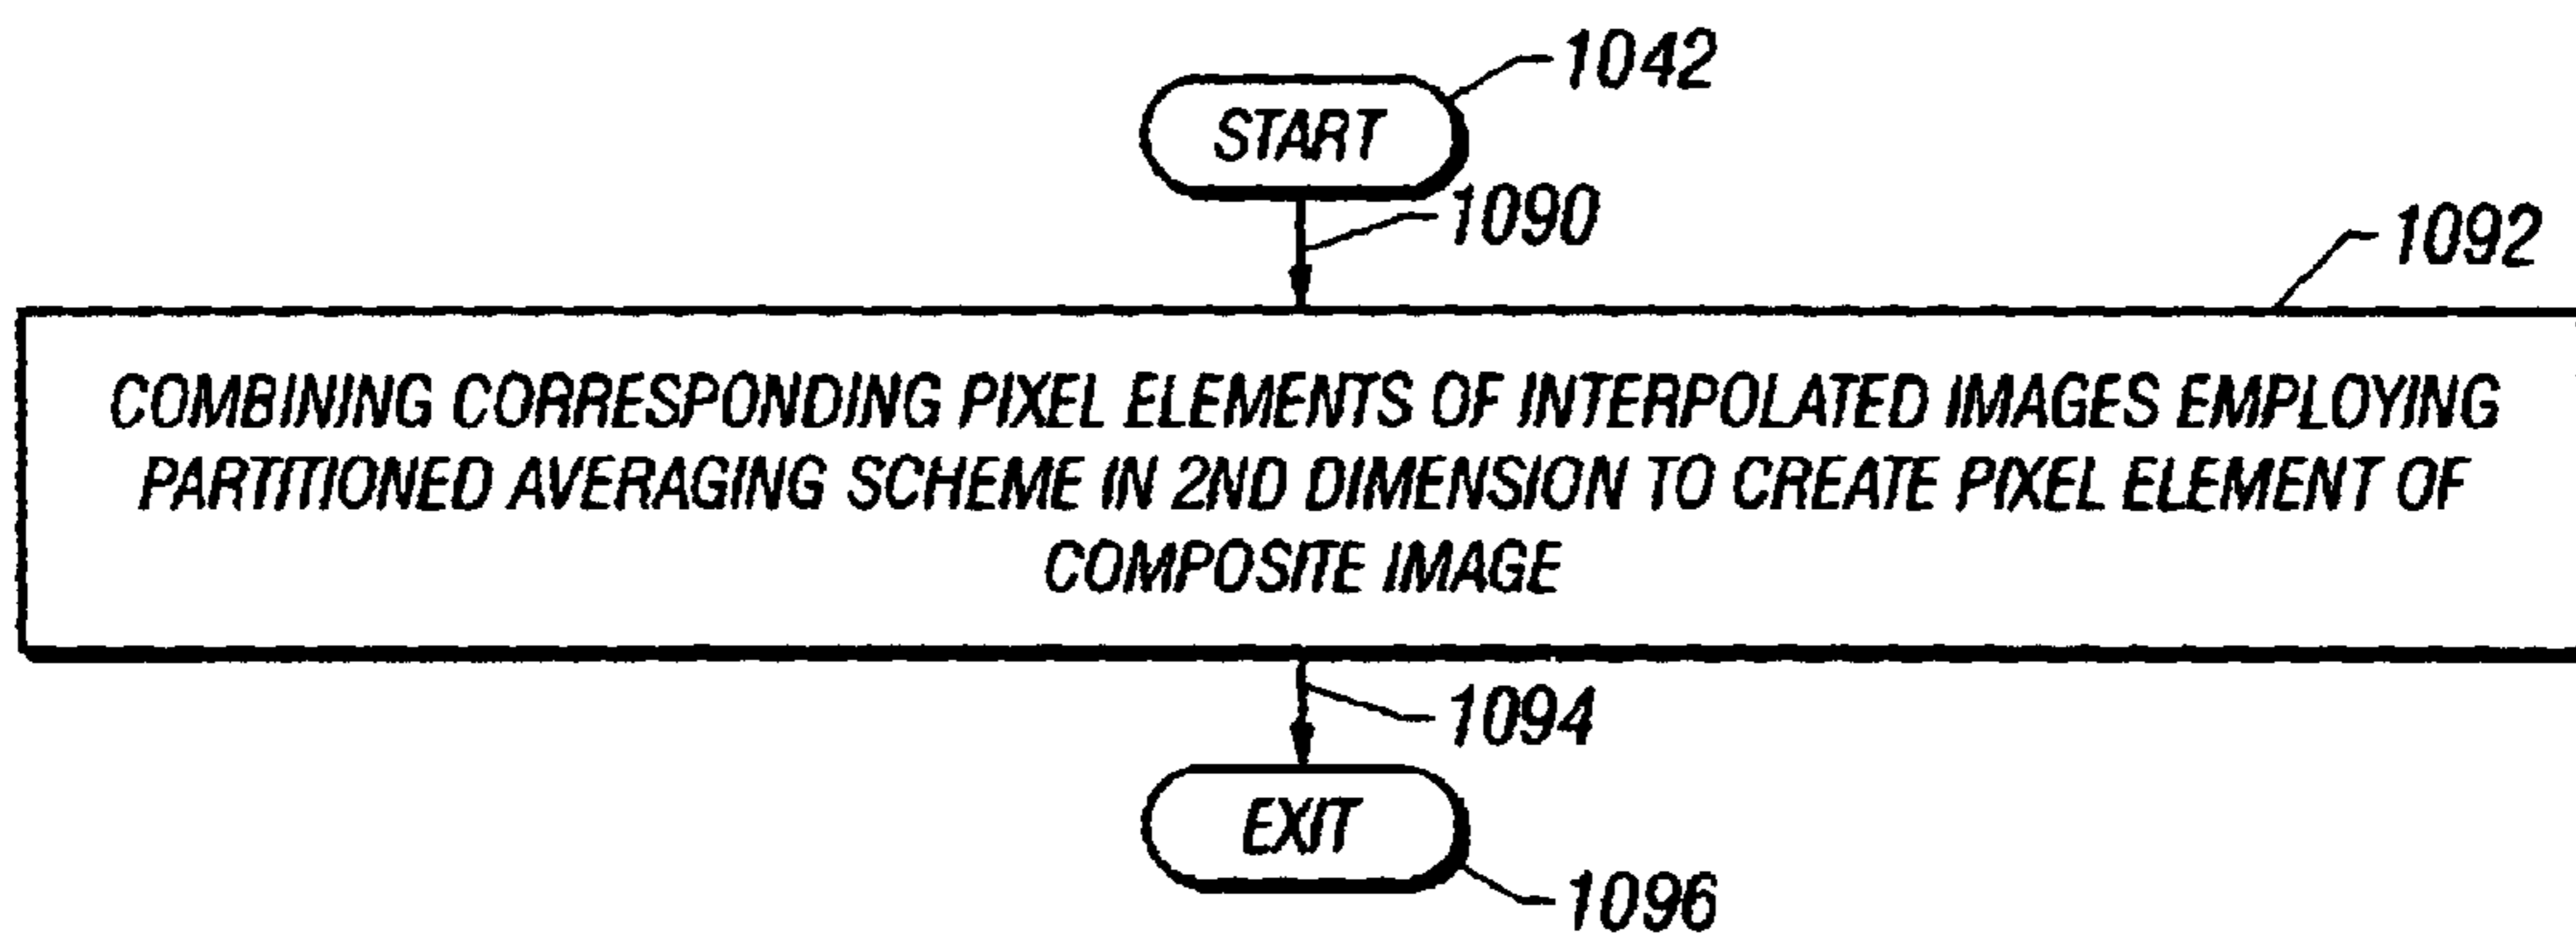 START
1042
1090
1092
COMBINING CORRESPONDING PIXEL ELEMENTS OF INTERPOLATED IMAGES EMPLOYING
PARTITIONED AVERAGING SCHEME IN 2ND DIMENSION TO CREATE PIXEL ELEMENT OF
COMPOSITE IMAGE
1094
EXIT
1096